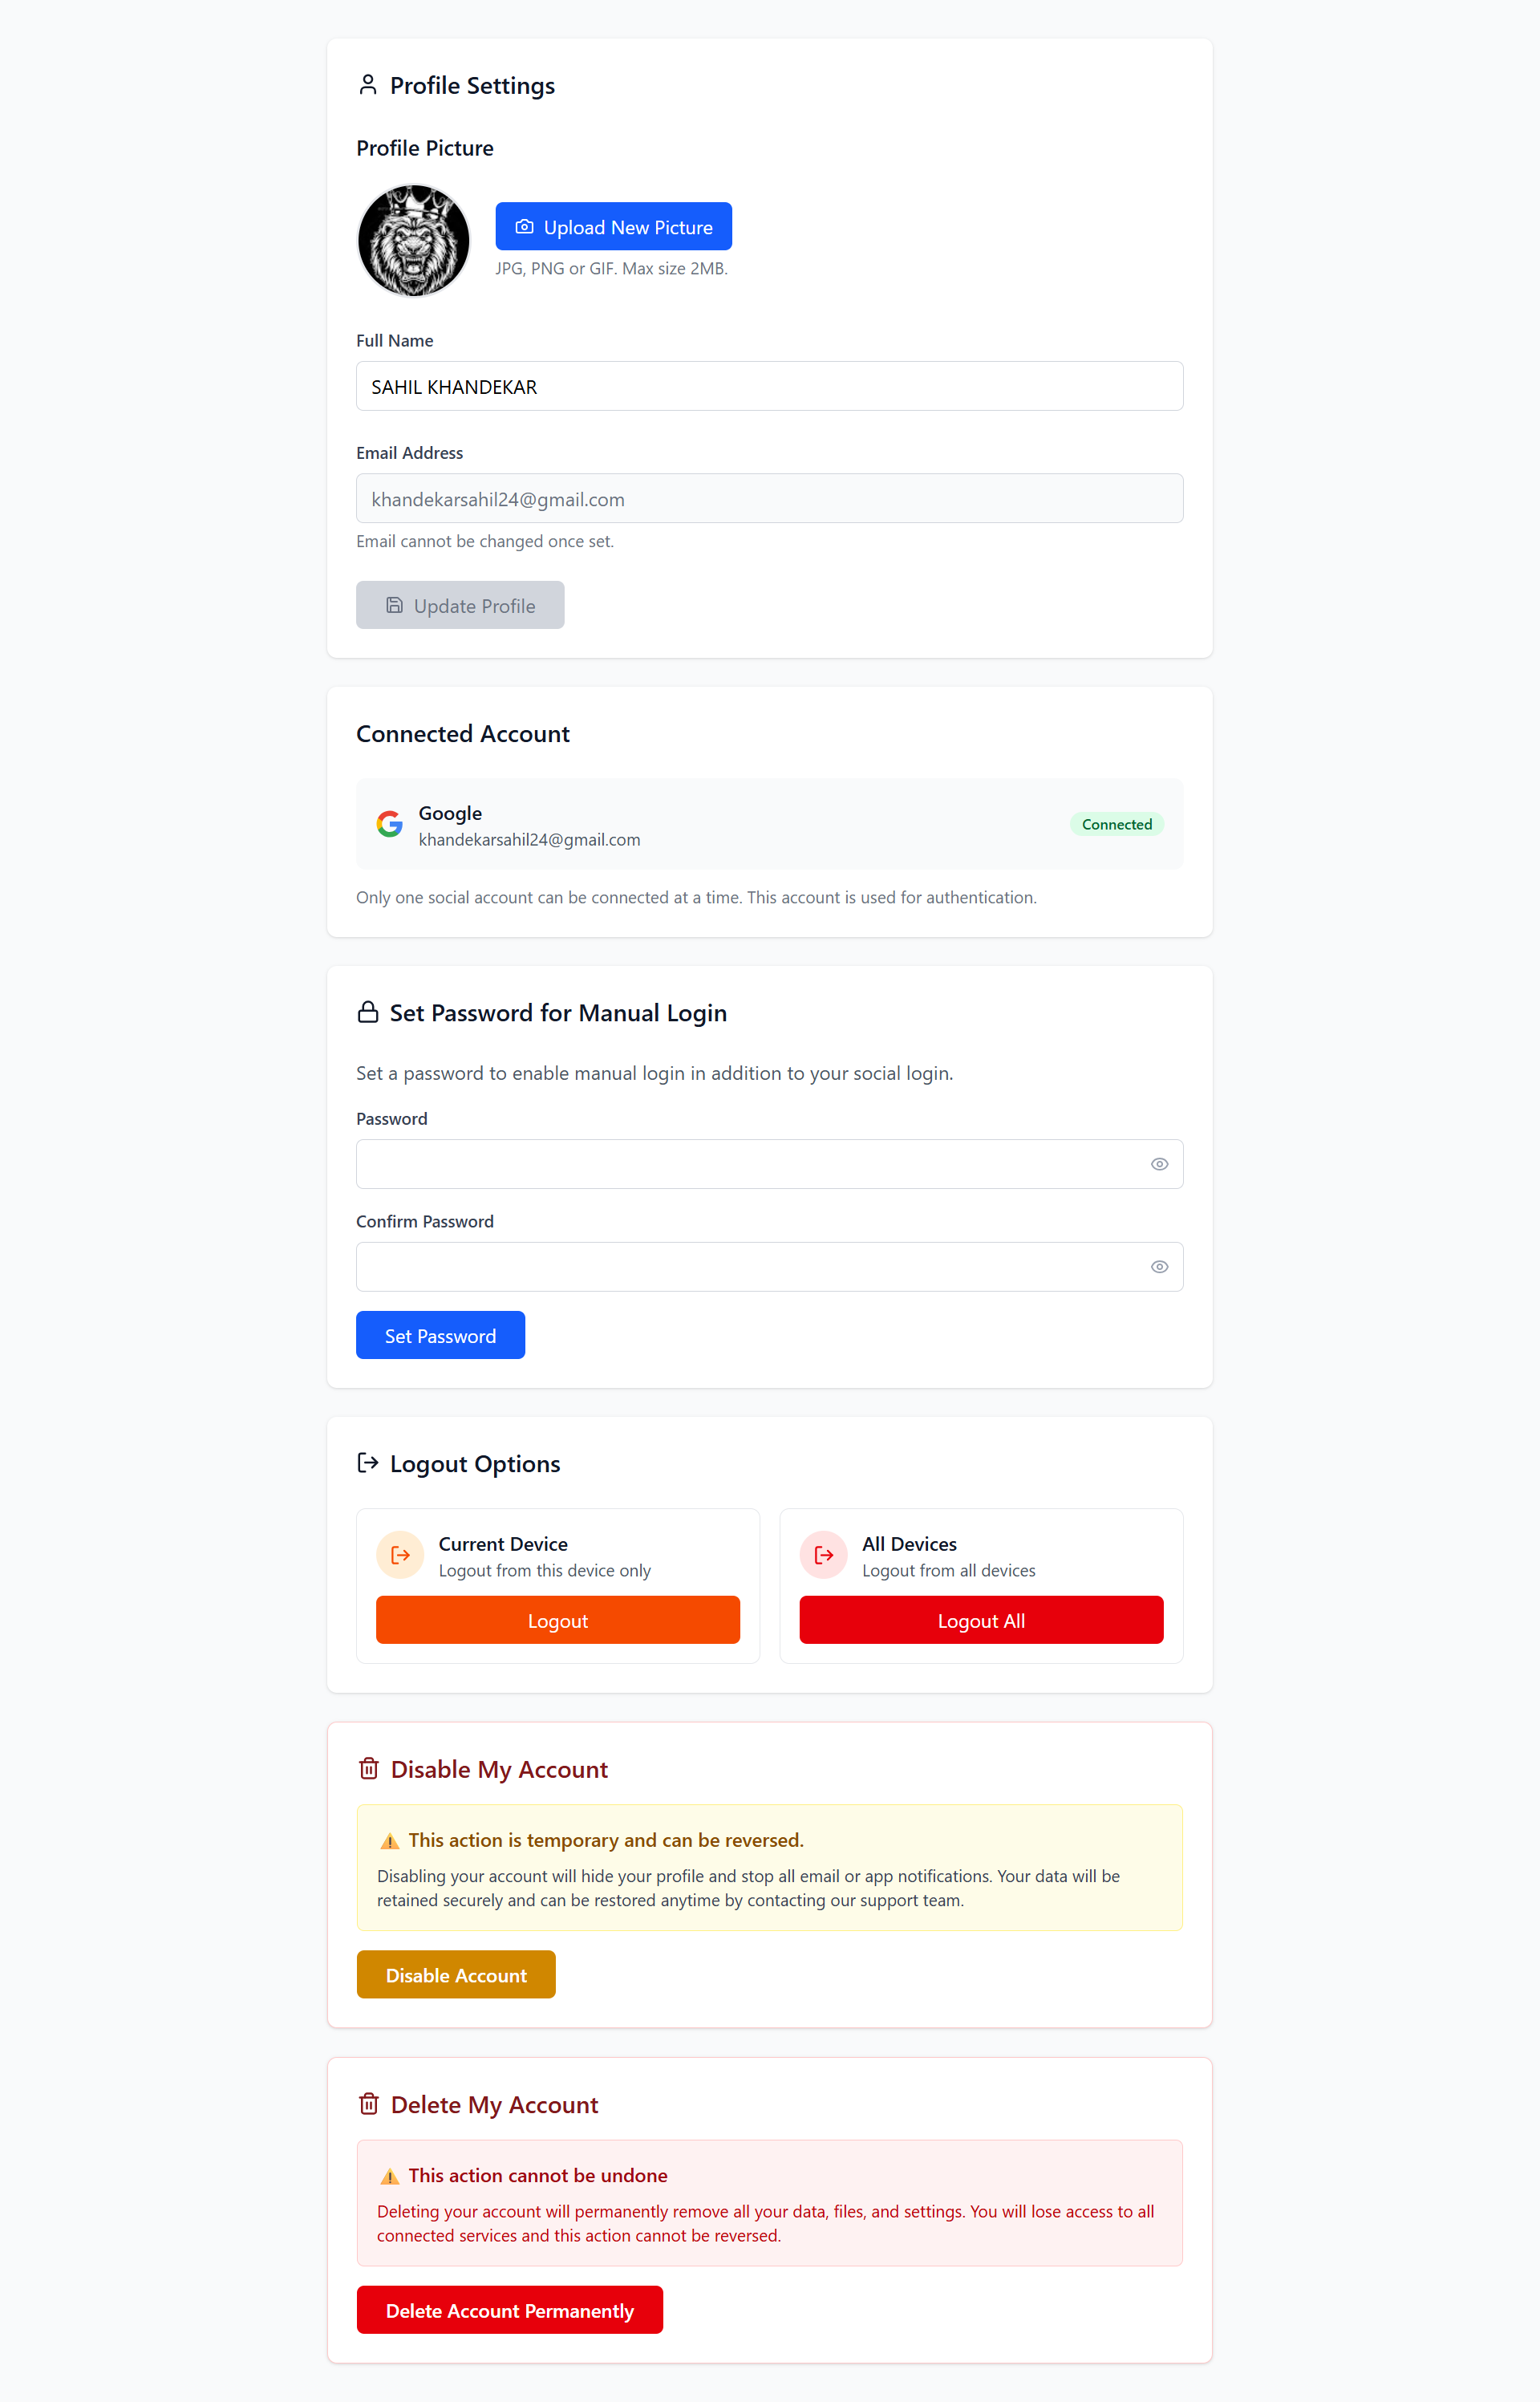 Profile Settings
Profile Picture
Upload New Picture
JPG, PNG or GIF. Max size 2MB.
Full Name
SAHIL KHANDEKAR
Email Address
khandekarsahil24@gmail.com
Email cannot be changed once set.
Update Profile
Connected Account
Google
khandekarsahil24@gmail.com
Connected
Only one social account can be connected at a time. This account is used for authentication.
Set Password for Manual Login
Set a password to enable manual login in addition to your social login.
Password
Confirm Password
Set Password
Logout Options
Current Device
Logout from this device only
Logout
All Devices
Logout from all devices
Logout All
Disable My Account
⚠️ This action is temporary and can be reversed.
Disabling your account will hide your profile and stop all email or app notifications. Your data will be
retained securely and can be restored anytime by contacting our support team.
Disable Account
Delete My Account
⚠️ This action cannot be undone
Deleting your account will permanently remove all your data, files, and settings. You will lose access to all
connected services and this action cannot be reversed.
Delete Account Permanently